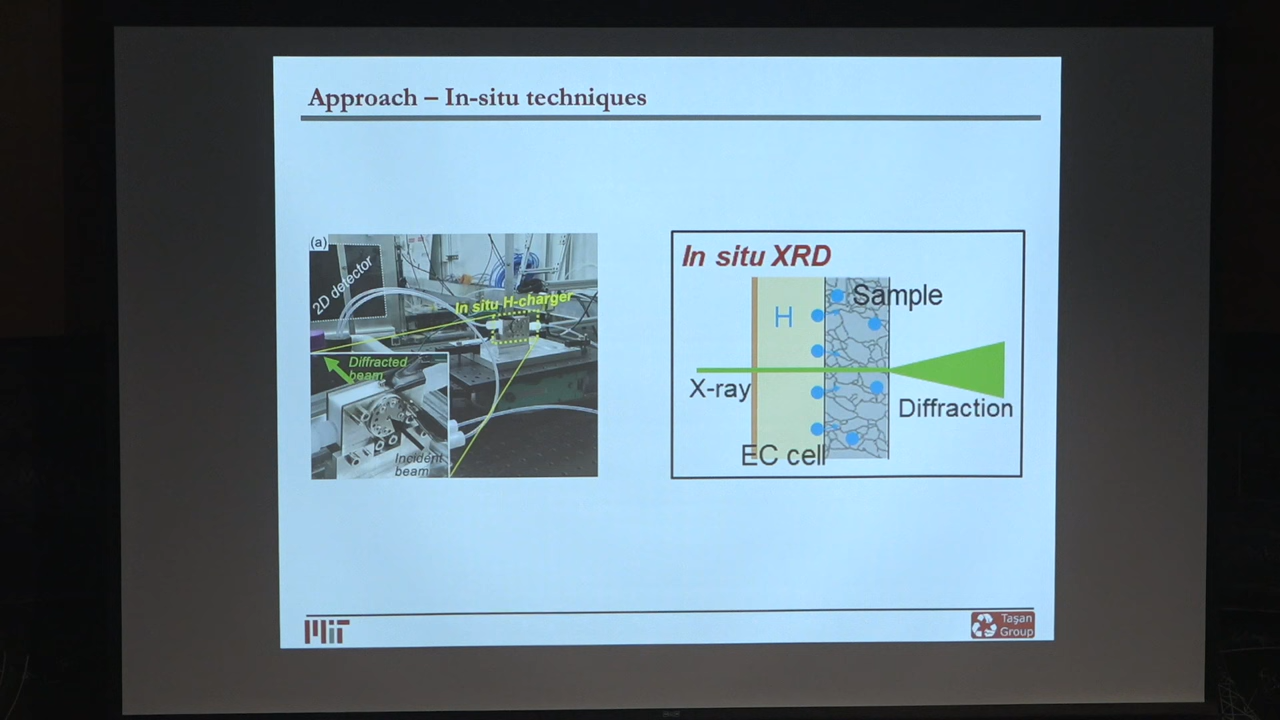 Approach – In-situ techniques
(a)
2D detector
In situ H-charger
Diffracted
beam
Incident
beam
In situ XRD
Sample
H
X-ray
Diffraction
EC cell
MIT
Taşan
Group